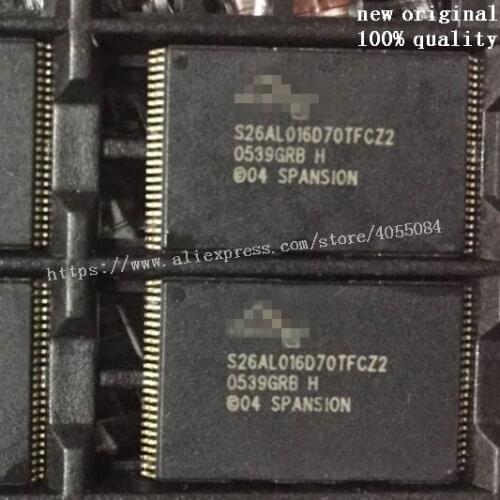 new original
100% quality
S26AL016D70TFCZ2
0539GRB H
©04 SPANSION
https://www.aliexpress.com/store/4055084
S26AL016D70TFCZ2
0539GRB H
©04 SPANSION